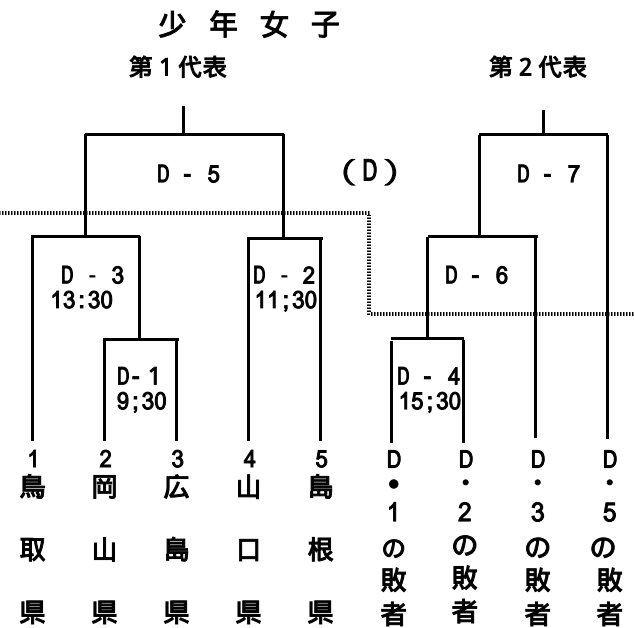 少年女子
第1代表
第2代表
D - 5
(D)
D - 7
D - 3
13:30
D - 2
11;30
D - 6
D-1
9;30
D - 4
15;30
1
鳥取県
2
岡山県
3
広島県
4
山口県
5
島根県
D・1の敗者
D・2の敗者
D・3の敗者
D・5の敗者